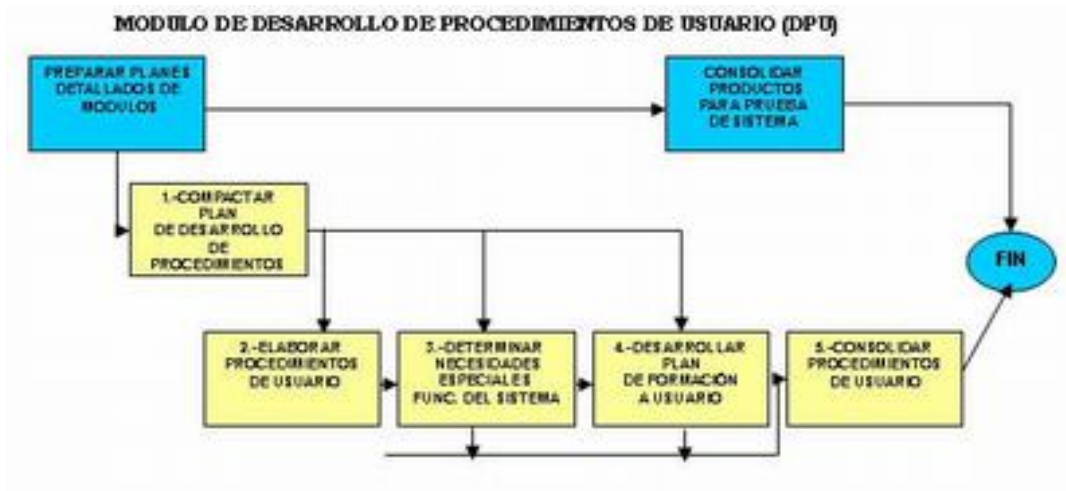 MODULO DE DESARROLLO DE PROCEDIMIENTOS DE USUARIO (DPU)
PREPARAR PLANES
DETALLADOS DE
MODULOS
CONSOLIDAR
PRODUCTOS
PARA PRUEBA
DE SISTEMA
1.-COMPACTAR
PLAN
DE DESARROLLO
DE
PROCEDIMIENTOS
FIN
2.-ELABORAR
PROCEDIMIENTOS
DE USUARIO
3.-DETERMINAR
NECESIDADES
ESPECIALES
FUNC. DEL SISTEMA
4.-DESARROLLAR
PLAN
DE FORMACIÓN
A USUARIO
5.-CONSOLIDAR
PROCEDIMIENTOS
DE USUARIO